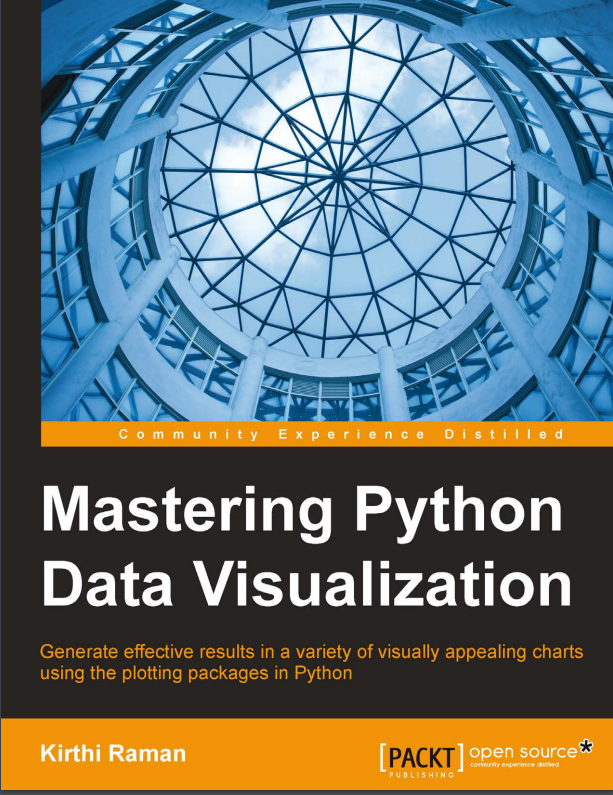 Community Experience Distilled
Mastering Python
Data Visualization
Generate effective results in a variety of visually appealing charts
using the plotting packages in Python
Kirthi Raman
[PACKT] open source*
PUBLISHING
community experience distilled